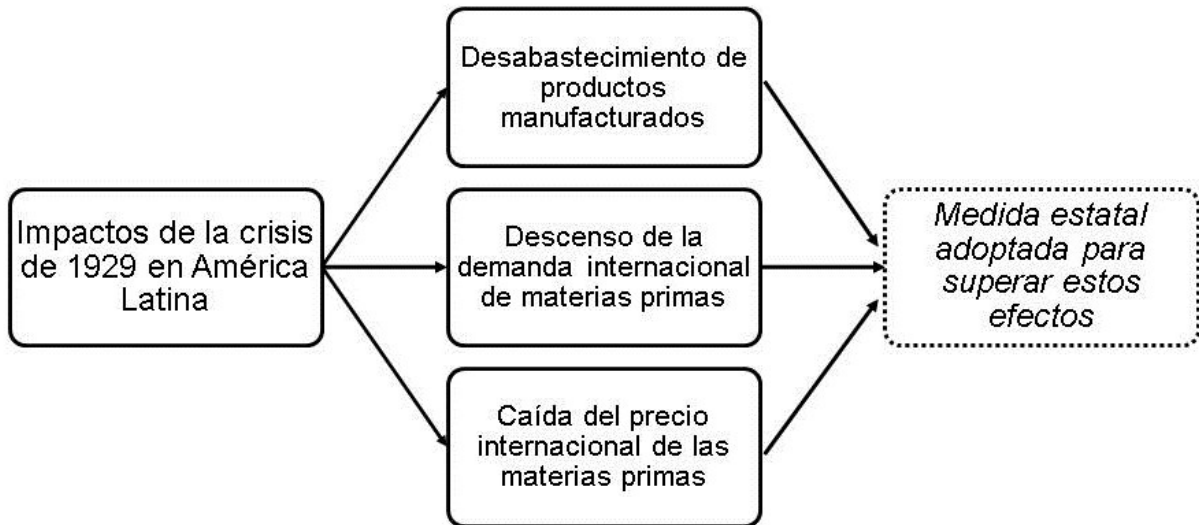 Impactos de la crisis
de 1929 en América
Latina
Desabastecimiento de
productos
manufacturados
Descenso de la
demanda internacional
de materias primas
Caída del precio
internacional de las
materias primas
Medida estatal
adoptada para
superar estos
efectos